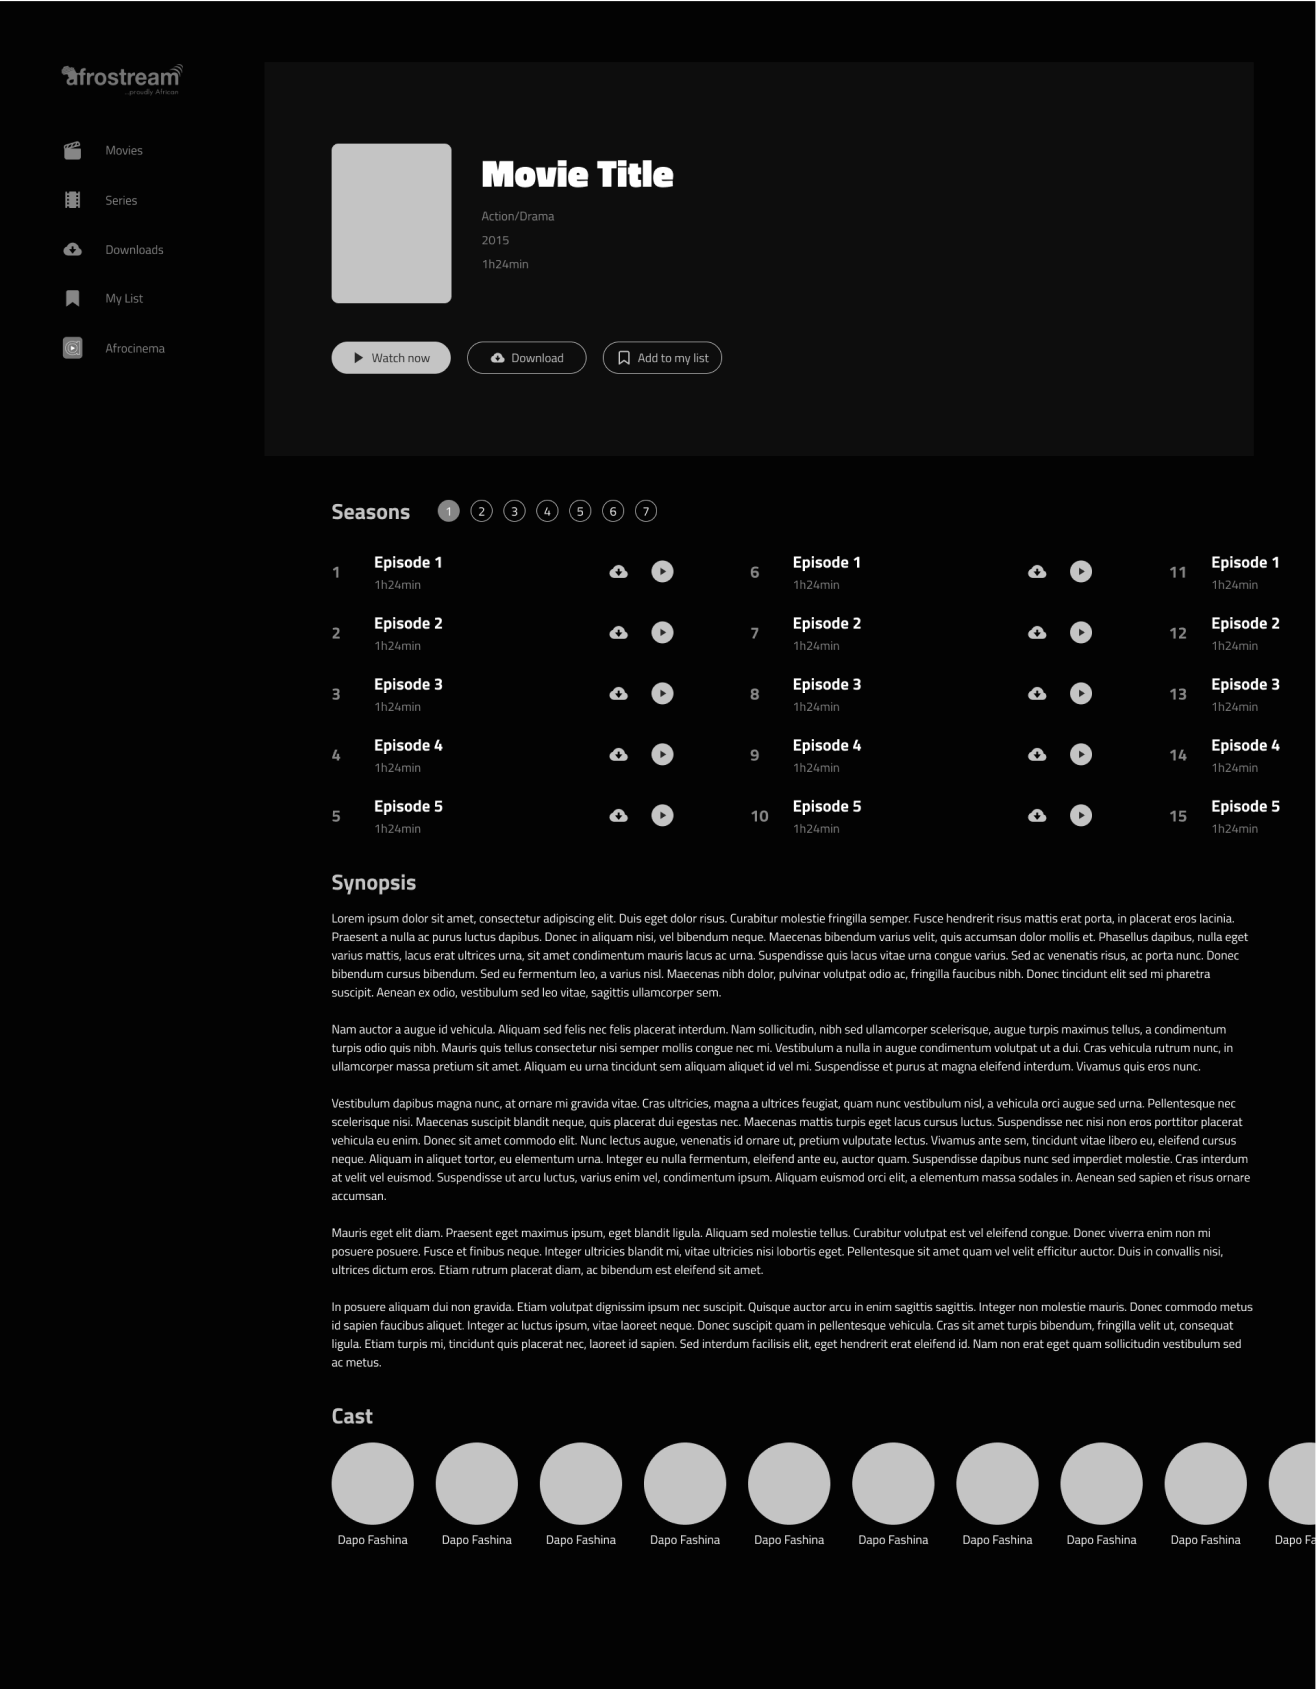 afrostream
...proudly African
Movies
Series
Downloads
My List
Afrocinema
Movie Title
Action/Drama
2015
1h24min
Watch now
Download
Add to my list
Seasons 1 2 3 4 5 6 7
1 Episode 1
1h24min
2 Episode 2
1h24min
3 Episode 3
1h24min
4 Episode 4
1h24min
5 Episode 5
1h24min
6 Episode 1
1h24min
7 Episode 2
1h24min
8 Episode 3
1h24min
9 Episode 4
1h24min
10 Episode 5
1h24min
11 Episode 1
1h24min
12 Episode 2
1h24min
13 Episode 3
1h24min
14 Episode 4
1h24min
15 Episode 5
1h24min
Synopsis
Lorem ipsum dolor sit amet, consectetur adipiscing elit. Duis eget dolor risus. Curabitur molestie fringilla semper. Fusce hendrerit risus mattis erat porta, in placerat eros lacinia.
Praesent a nulla ac purus luctus dapibus. Donec in aliquam nisi, vel bibendum neque. Maecenas bibendum varius velit, quis accumsan dolor mollis et. Phasellus dapibus, nulla eget
varius mattis, lacus erat ultrices urna, sit amet condimentum mauris lacus ac urna. Suspendisse quis lacus vitae urna congue varius. Sed ac venenatis risus, ac porta nunc. Donec
bibendum cursus bibendum. Sed eu fermentum leo, a varius nisl. Maecenas nibh dolor, pulvinar volutpat odio ac, fringilla faucibus nibh. Donec tincidunt elit sed mi pharetra
suscipit. Aenean ex odio, vestibulum sed leo vitae, sagittis ullamcorper sem.
Nam auctor a augue id vehicula. Aliquam sed felis nec felis placerat interdum. Nam sollicitudin, nibh sed ullamcorper scelerisque, augue turpis maximus tellus, a condimentum
turpis odio quis nibh. Mauris quis tellus consectetur nisi semper mollis congue nec mi. Vestibulum a nulla in augue condimentum volutpat ut a dui. Cras vehicula rutrum nunc, in
ullamcorper massa pretium sit amet. Aliquam eu urna tincidunt sem aliquam aliquet id vel mi. Suspendisse et purus at magna eleifend interdum. Vivamus quis eros nunc.
Vestibulum dapibus magna nunc, at ornare mi gravida vitae. Cras ultricies, magna a ultrices feugiat, quam nunc vestibulum nisl, a vehicula orci augue sed urna. Pellentesque nec
scelerisque nisi. Maecenas suscipit blandit neque, quis placerat dui egestas nec. Maecenas mattis turpis eget lacus cursus luctus. Suspendisse nec nisi non eros porttitor placerat
vehicula eu enim. Donec sit amet commodo elit. Nunc lectus augue, venenatis id ornare ut, pretium vulputate lectus. Vivamus ante sem, tincidunt vitae libero eu, eleifend cursus
neque. Aliquam in aliquet tortor, eu elementum urna. Integer eu nulla fermentum, eleifend ante eu, auctor quam. Suspendisse dapibus nunc sed imperdiet molestie. Cras interdum
at velit vel euismod. Suspendisse ut arcu luctus, varius enim vel, condimentum ipsum. Aliquam euismod orci elit, a elementum massa sodales in. Aenean sed sapien et risus ornare
accumsan.
Mauris eget elit diam. Praesent eget maximus ipsum, eget blandit ligula. Aliquam sed molestie tellus. Curabitur volutpat est vel eleifend congue. Donec viverra enim non mi
posuere posuere. Fusce et finibus neque. Integer ultricies blandit mi, vitae ultricies nisi lobortis eget. Pellentesque sit amet quam vel velit efficitur auctor. Duis in convallis nisi,
ultrices dictum eros. Etiam rutrum placerat diam, ac bibendum est eleifend sit amet.
In posuere aliquam dui non gravida. Etiam volutpat dignissim ipsum nec suscipit. Quisque auctor arcu in enim sagittis sagittis. Integer non molestie mauris. Donec commodo metus
id sapien faucibus aliquet. Integer ac luctus ipsum, vitae laoreet neque. Donec suscipit quam in pellentesque vehicula. Cras sit amet turpis bibendum, fringilla velit ut, consequat
ligula. Etiam turpis mi, tincidunt quis placerat nec, laoreet id sapien. Sed interdum facilisis elit, eget hendrerit erat eleifend id. Nam non erat eget quam sollicitudin vestibulum sed
ac metus.
Cast
Dapo Fashina Dapo Fashina Dapo Fashina Dapo Fashina Dapo Fashina Dapo Fashina Dapo Fashina Dapo Fashina Dapo Fashina Dapo Fa